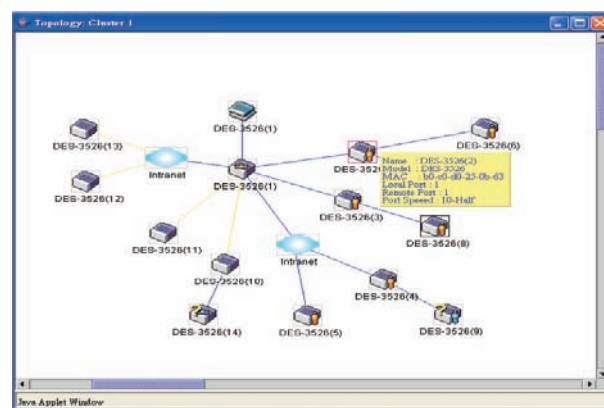 Topology: Cluster 1
DES-3526(1)
DES-3526(6)
DES-3526(13)
DES-3526(1)
Intranet
Name : DES-3526(2)
Model : DES-3526
Local Port : 1
Remote Port : 1
Port Speed : 10-Half
DES-3526(12)
DES-3526(3)
DES-3526(8)
DES-3526(11)
Intranet
DES-3526(10)
DES-3526(4)
DES-3526(14)
DES-3526(5)
DES-3526(9)
Java Applet Window